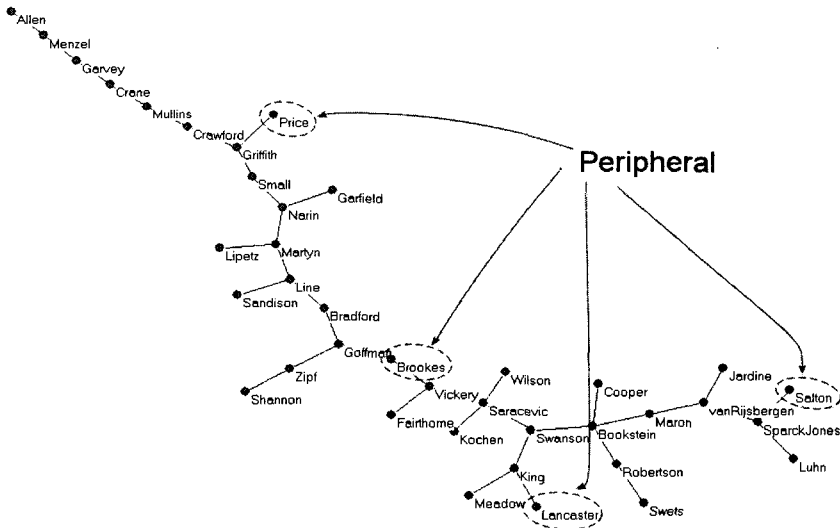 Allen
Menzel
Garvey
Crane
Mullins
Crawford
Price
Griffith
Peripheral
Small
Garfield
Narin
Lipetz
Martyn
Line
Sandison
Bradford
Goffman
Brookes
Zipf
Shannon
Vickery
Wilson
Fairthorne
Saracevic
Kochen
Swanson
Cooper
Bookstein
Maron
Jardine
vanRijsbergen
Salton
SparckJones
Luhn
King
Robertson
Meadow
Lancaster
Swets